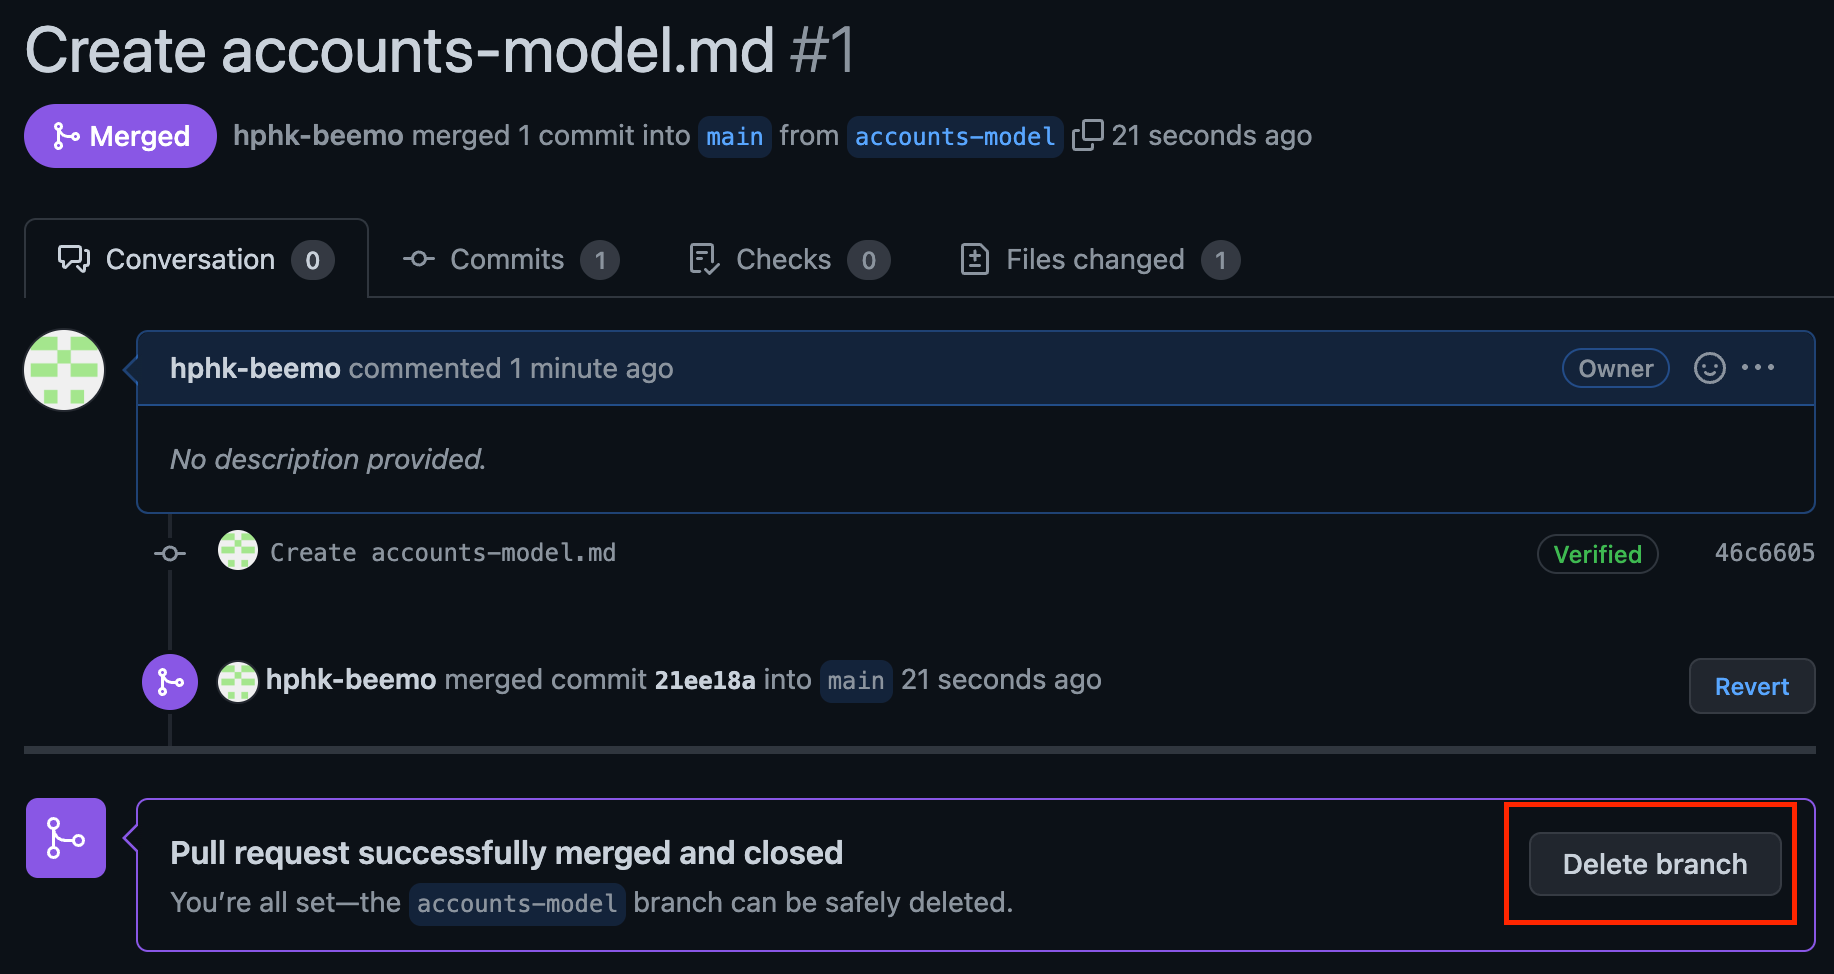 Create accounts-model.md #1
Merged hphk-beemo merged 1 commit into main from accounts-model 21 seconds ago
Conversation 0 Commits 1 Checks 0 Files changed 1
hphk-beemo commented 1 minute ago Owner
No description provided.
Create accounts-model.md Verified 46c6605
hphk-beemo merged commit 21ee18a into main 21 seconds ago Revert
Pull request successfully merged and closed
You’re all set—the accounts-model branch can be safely deleted.
Delete branch